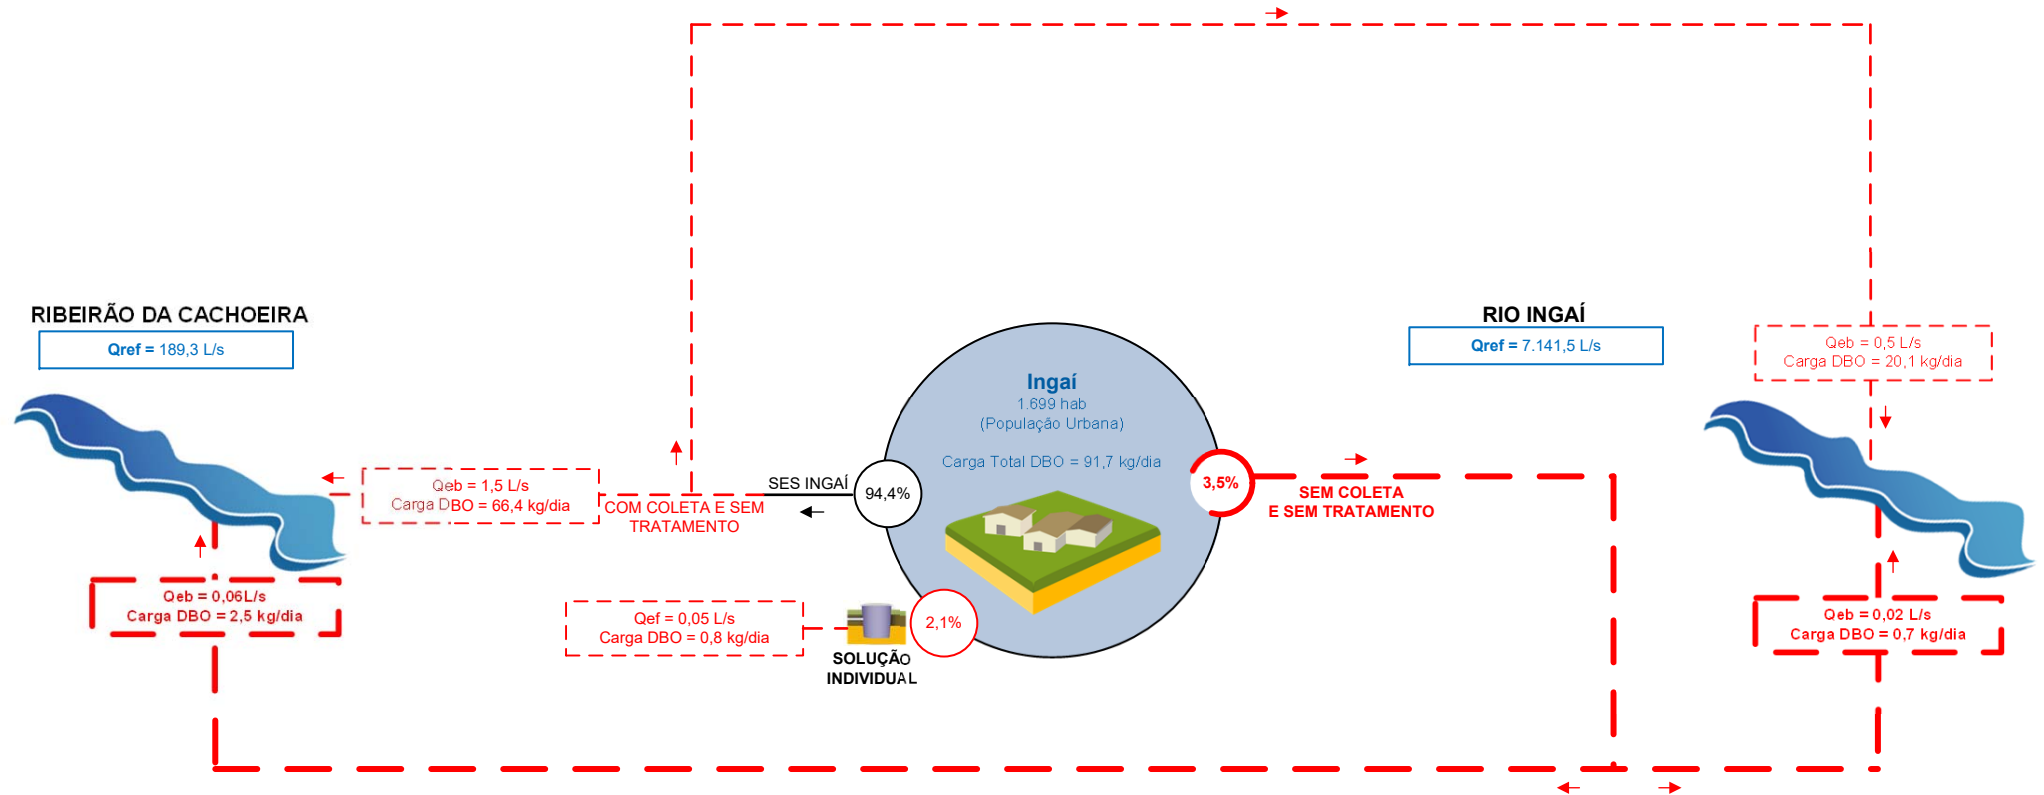 RIBEIRÃO DA CACHOEIRA
Qref = 189,3 L/s
RIO INGAÍ
Qref = 7.141,5 L/s
Qeb = 0,5 L/s
Carga DBO = 20,1 kg/dia
Ingaí
1.699 hab
(População Urbana)
Carga Total DBO = 91,7 kg/dia
Qeb = 1,5 L/s
Carga DBO = 66,4 kg/dia
COM COLETA E SEM
TRATAMENTO
SES INGAÍ
94,4%
3,5%
SEM COLETA
E SEM TRATAMENTO
Qeb = 0,06L/s
Carga DBO = 2,5 kg/dia
Qef = 0,05 L/s
Carga DBO = 0,8 kg/dia
2,1%
SOLUÇÃO
INDIVIDUAL
Qeb = 0,02 L/s
Carga DBO = 0,7 kg/dia